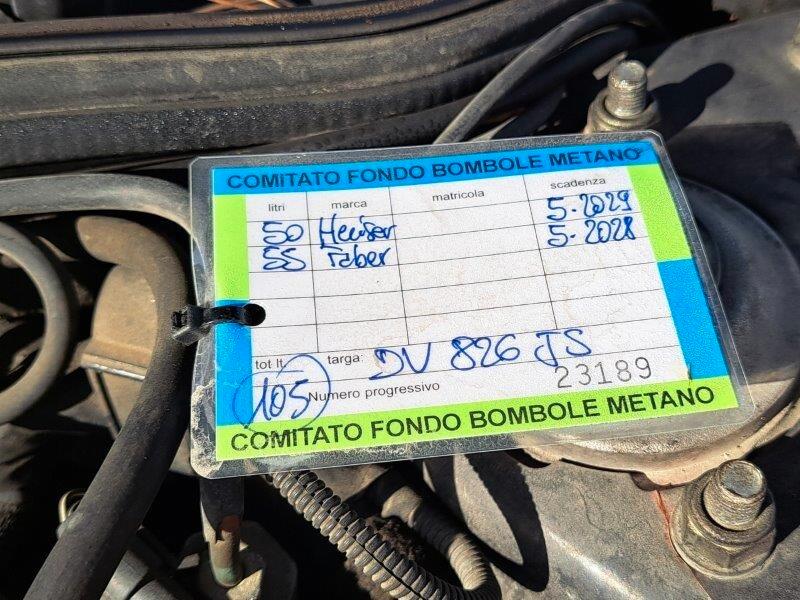 COMITATO FONDO BOMBOLE METANO
litri marca matricola scadenza
50 Heiser 5-2029
55 Faber 5-2028
tot lt. targa: DV 826 JS
105 Numero progressivo 23189
COMITATO FONDO BOMBOLE METANO